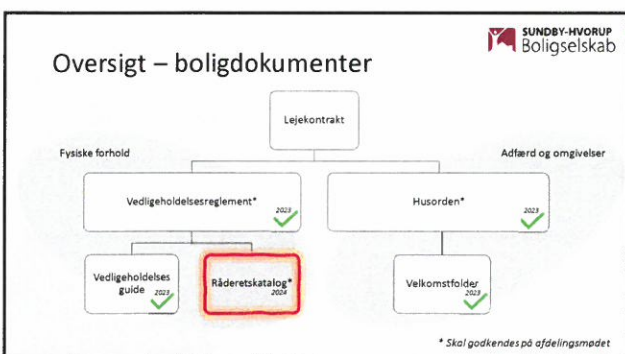 SUNDBY-HVORUP
Boligselskab
Oversigt – boligdokumenter
Lejekontrakt
Fysiske forhold
Adfærd og omgivelser
Vedligeholdelsesreglement*
2023
Husorden*
2023
Vedligeholdelses
guide
2023
Råderetskatalog*
2024
Velkomstfolder
2023
* Skal godkendes på afdelingsmødet